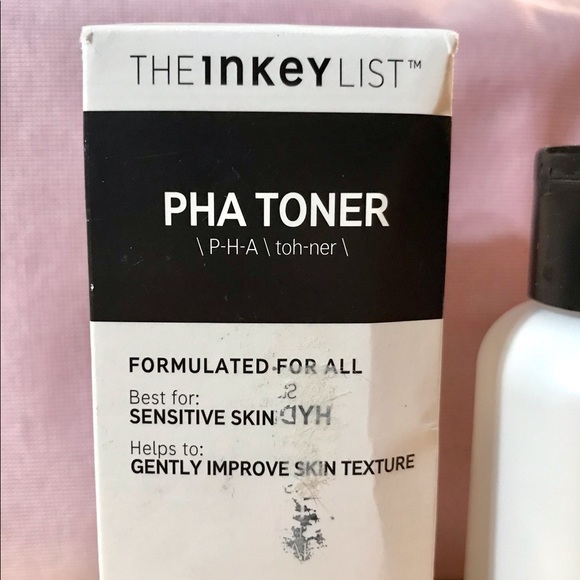 THE INKEY LIST™
PHA TONER
\ P-H-A \ toh-ner \
FORMULATED FOR ALL
Best for:
SENSITIVE SKIN
Helps to:
GENTLY IMPROVE SKIN TEXTURE